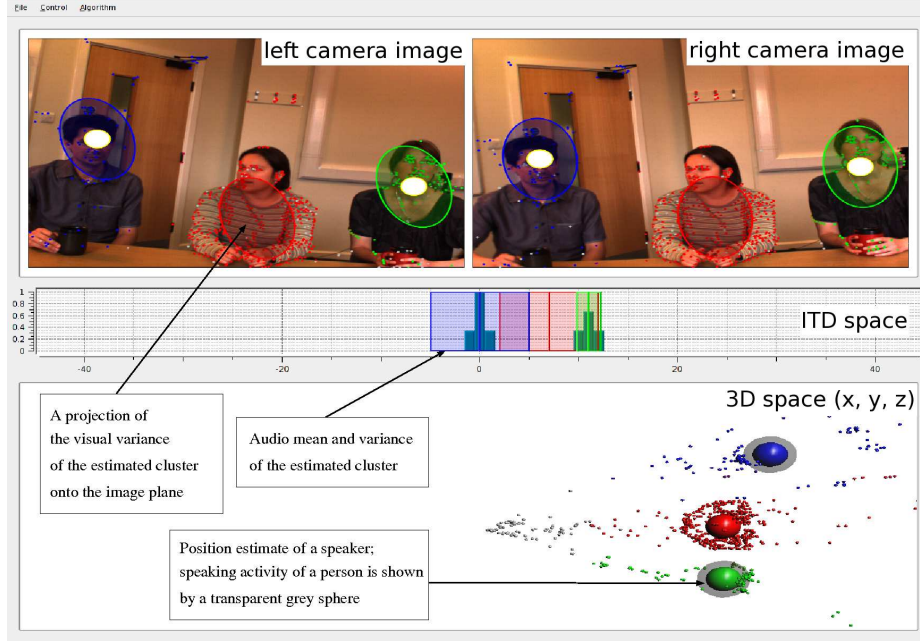 File Control Algorithm
left camera image
right camera image
1
0.8
0.6
0.4
0.2
0
ITD space
-40 -20 0 20 40
3D space (x, y, z)
A projection of
the visual variance
of the estimated cluster
onto the image plane
Audio mean and variance
of the estimated cluster
Position estimate of a speaker;
speaking activity of a person is shown
by a transparent grey sphere